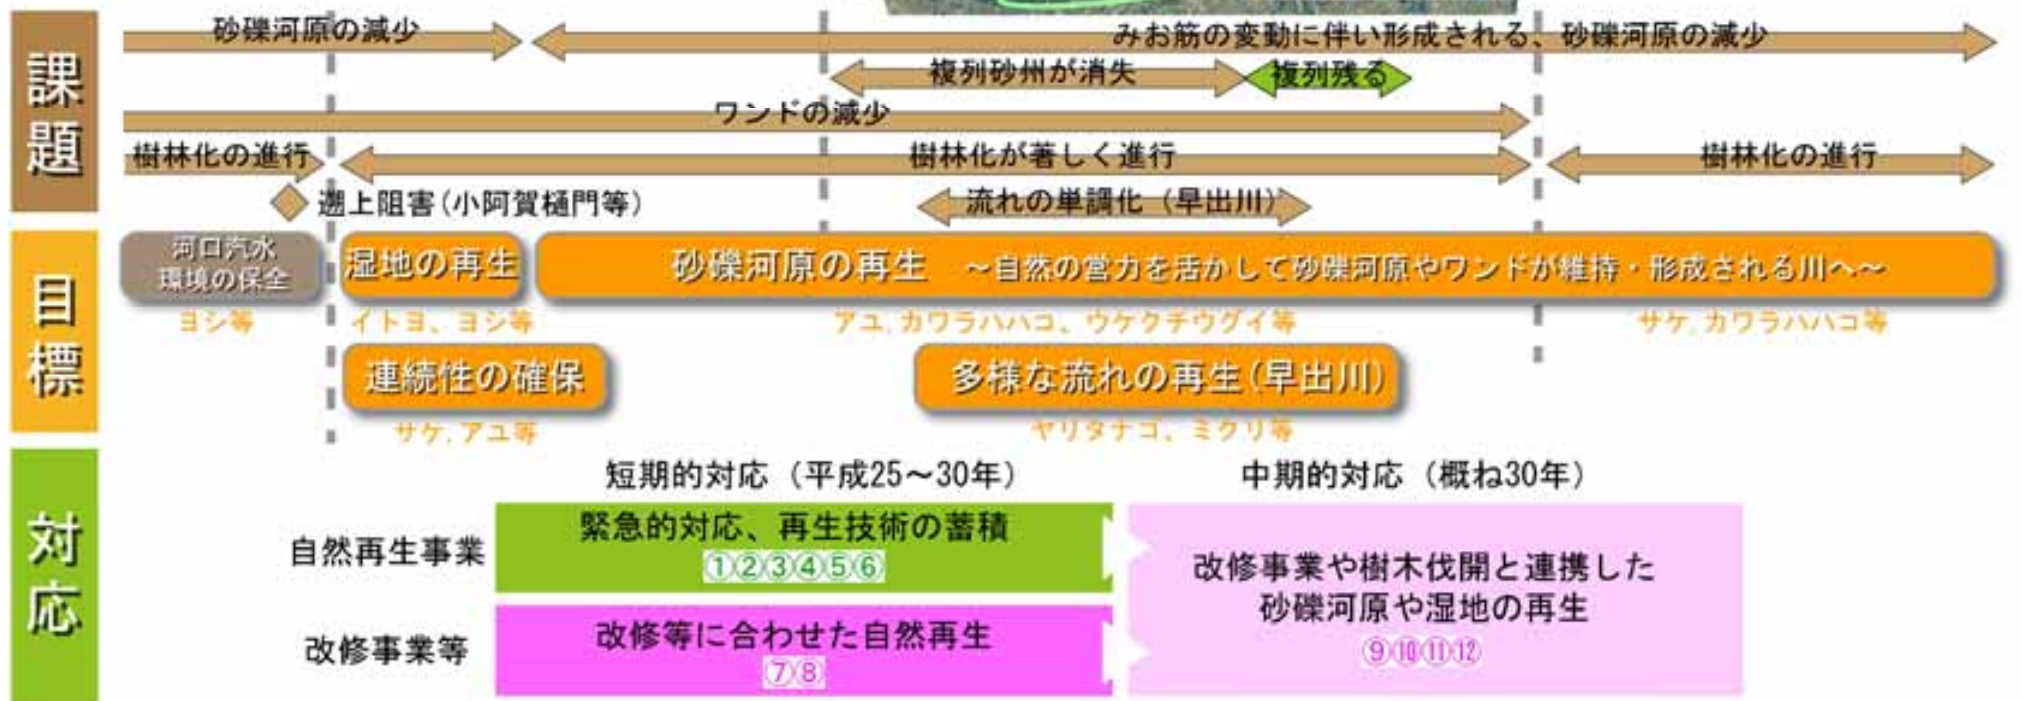 課題
砂礫河原の減少
みお筋の変動に伴い形成される、砂礫河原の減少
複列砂州が消失
複列残る
ワンドの減少
樹林化の進行
樹林化が著しく進行
樹林化の進行
遡上阻害(小阿賀樋門等)
流れの単調化(早出川)
目標
河口汽水
環境の保全
湿地の再生
砂礫河原の再生 ～自然の営力を活かして砂礫河原やワンドが維持・形成される川へ～
ヨシ等
イトヨ、ヨシ等
アユ,カワラハハコ、ウケクチウグイ等
サケ,カワラハハコ等
連続性の確保
多様な流れの再生(早出川)
サケ,アユ等
ヤリタナゴ、ミクリ等
対応
短期的対応(平成25～30年)
中期的対応(概ね30年)
自然再生事業
緊急的対応、再生技術の蓄積
①②③④⑤⑥
改修事業等
改修等に合わせた自然再生
⑦⑧
改修事業や樹木伐開と連携した
砂礫河原や湿地の再生
⑨⑩⑪⑫